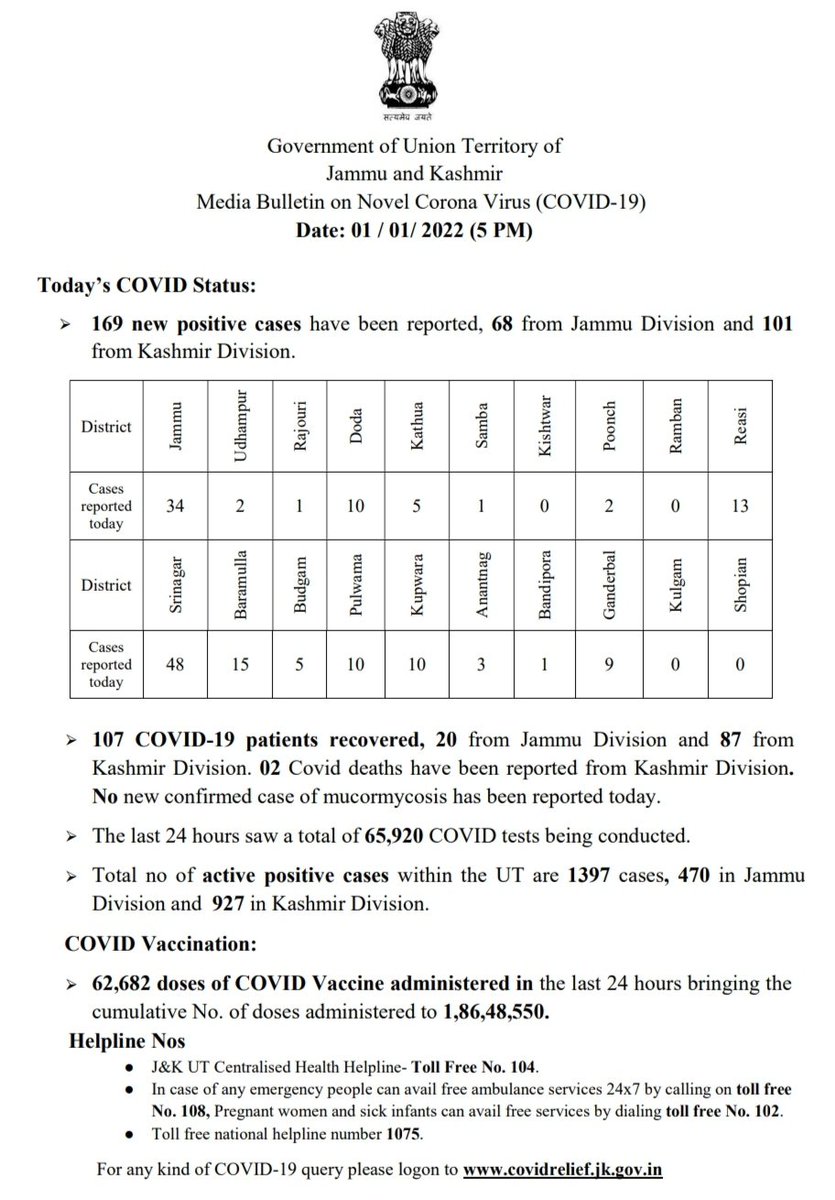 सत्यमेव जयते
Government of Union Territory of
Jammu and Kashmir
Media Bulletin on Novel Corona Virus (COVID-19)
Date: 01 / 01/ 2022 (5 PM)
Today’s COVID Status:
➢ 169 new positive cases have been reported, 68 from Jammu Division and 101
from Kashmir Division.
District Jammu Udhampur Rajouri Doda Kathua Samba Kishtwar Poonch Ramban Reasi
Cases
reported
today
34 2 1 10 5 1 0 2 0 13
District Srinagar Baramulla Budgam Pulwama Kupwara Anantnag Bandipora Ganderbal Kulgam Shopian
Cases
reported
today
48 15 5 10 10 3 1 9 0 0
➢ 107 COVID-19 patients recovered, 20 from Jammu Division and 87 from
Kashmir Division. 02 Covid deaths have been reported from Kashmir Division.
No new confirmed case of mucormycosis has been reported today.
➢ The last 24 hours saw a total of 65,920 COVID tests being conducted.
➢ Total no of active positive cases within the UT are 1397 cases, 470 in Jammu
Division and 927 in Kashmir Division.
COVID Vaccination:
➢ 62,682 doses of COVID Vaccine administered in the last 24 hours bringing the
cumulative No. of doses administered to 1,86,48,550.
Helpline Nos
● J&K UT Centralised Health Helpline- Toll Free No. 104.
● In case of any emergency people can avail free ambulance services 24x7 by calling on toll free
No. 108, Pregnant women and sick infants can avail free services by dialing toll free No. 102.
● Toll free national helpline number 1075.
For any kind of COVID-19 query please logon to www.covidrelief.jk.gov.in